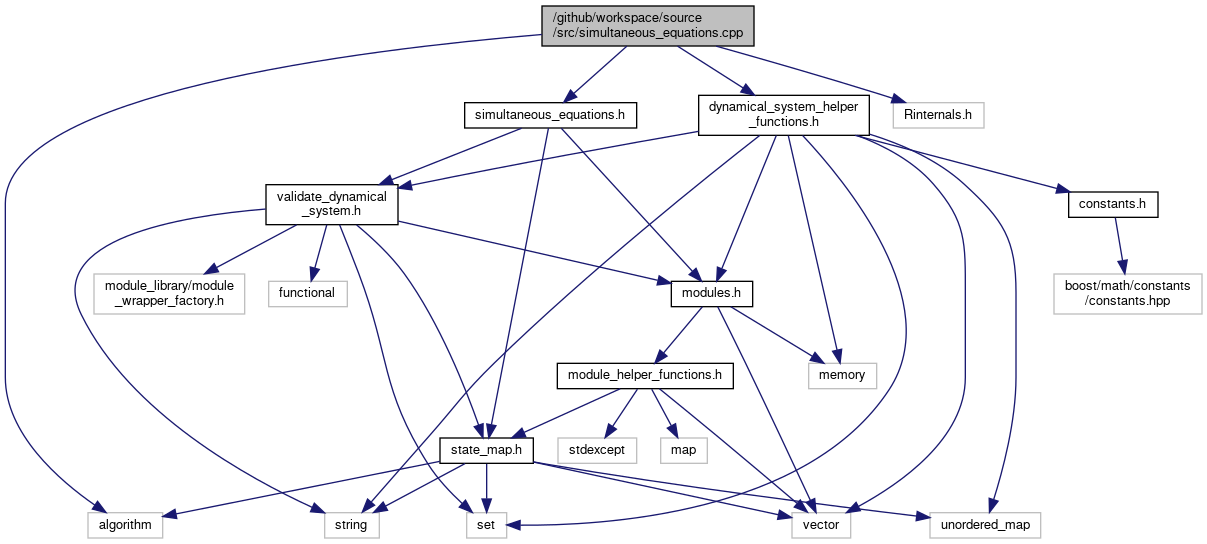 /github/workspace/source
/src/simultaneous_equations.cpp
simultaneous_equations.h
dynamical_system_helper
_functions.h
Rinternals.h
validate_dynamical
_system.h
constants.h
module_library/module
_wrapper_factory.h
functional
modules.h
boost/math/constants
/constants.hpp
module_helper_functions.h
memory
state_map.h
stdexcept
map
algorithm
string
set
vector
unordered_map